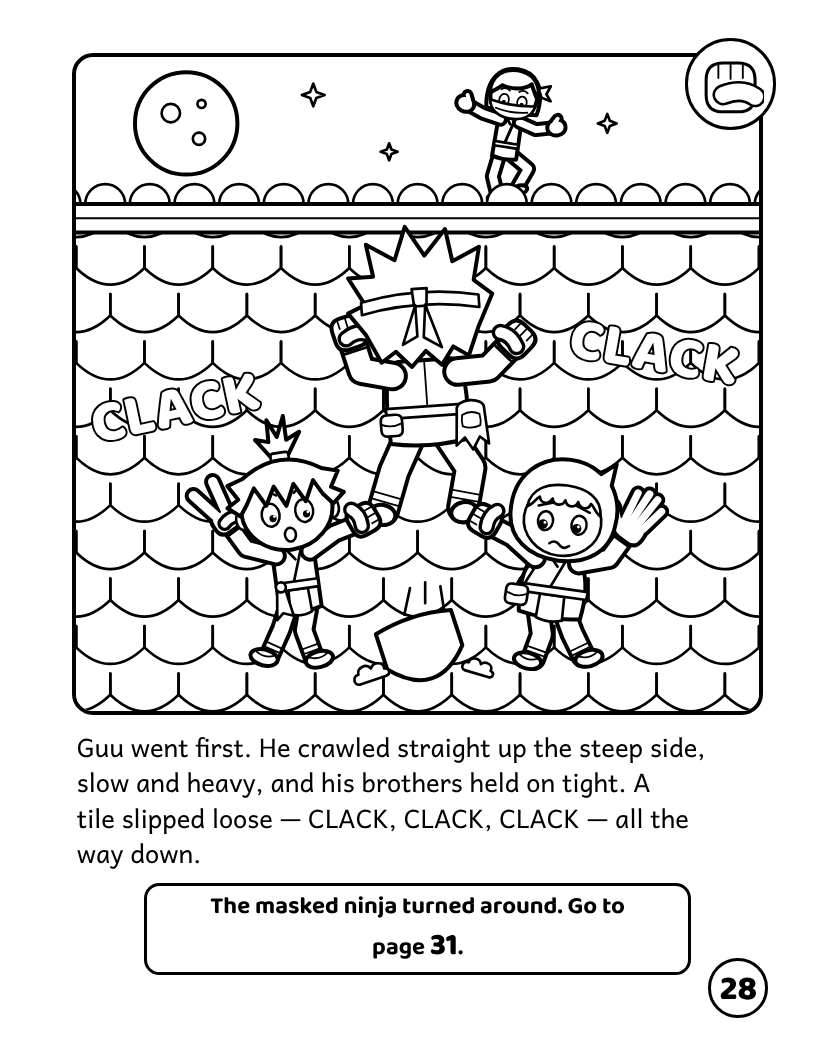 CLACK
CLACK
Guu went first. He crawled straight up the steep side,
slow and heavy, and his brothers held on tight. A
tile slipped loose — CLACK, CLACK, CLACK — all the
way down.
The masked ninja turned around. Go to
page 31.
28